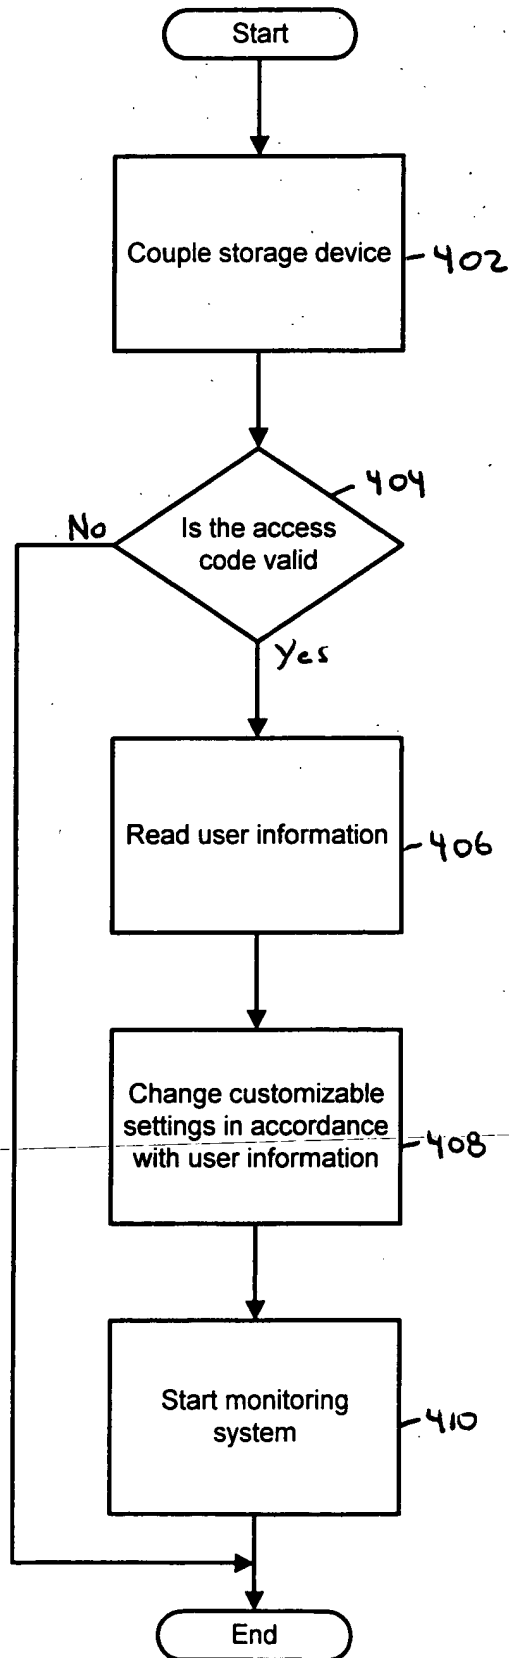 Start
Couple storage device
402
404
Is the access
code valid
No
Yes
Read user information
406
Change customizable
settings in accordance
with user information
408
Start monitoring
system
410
End